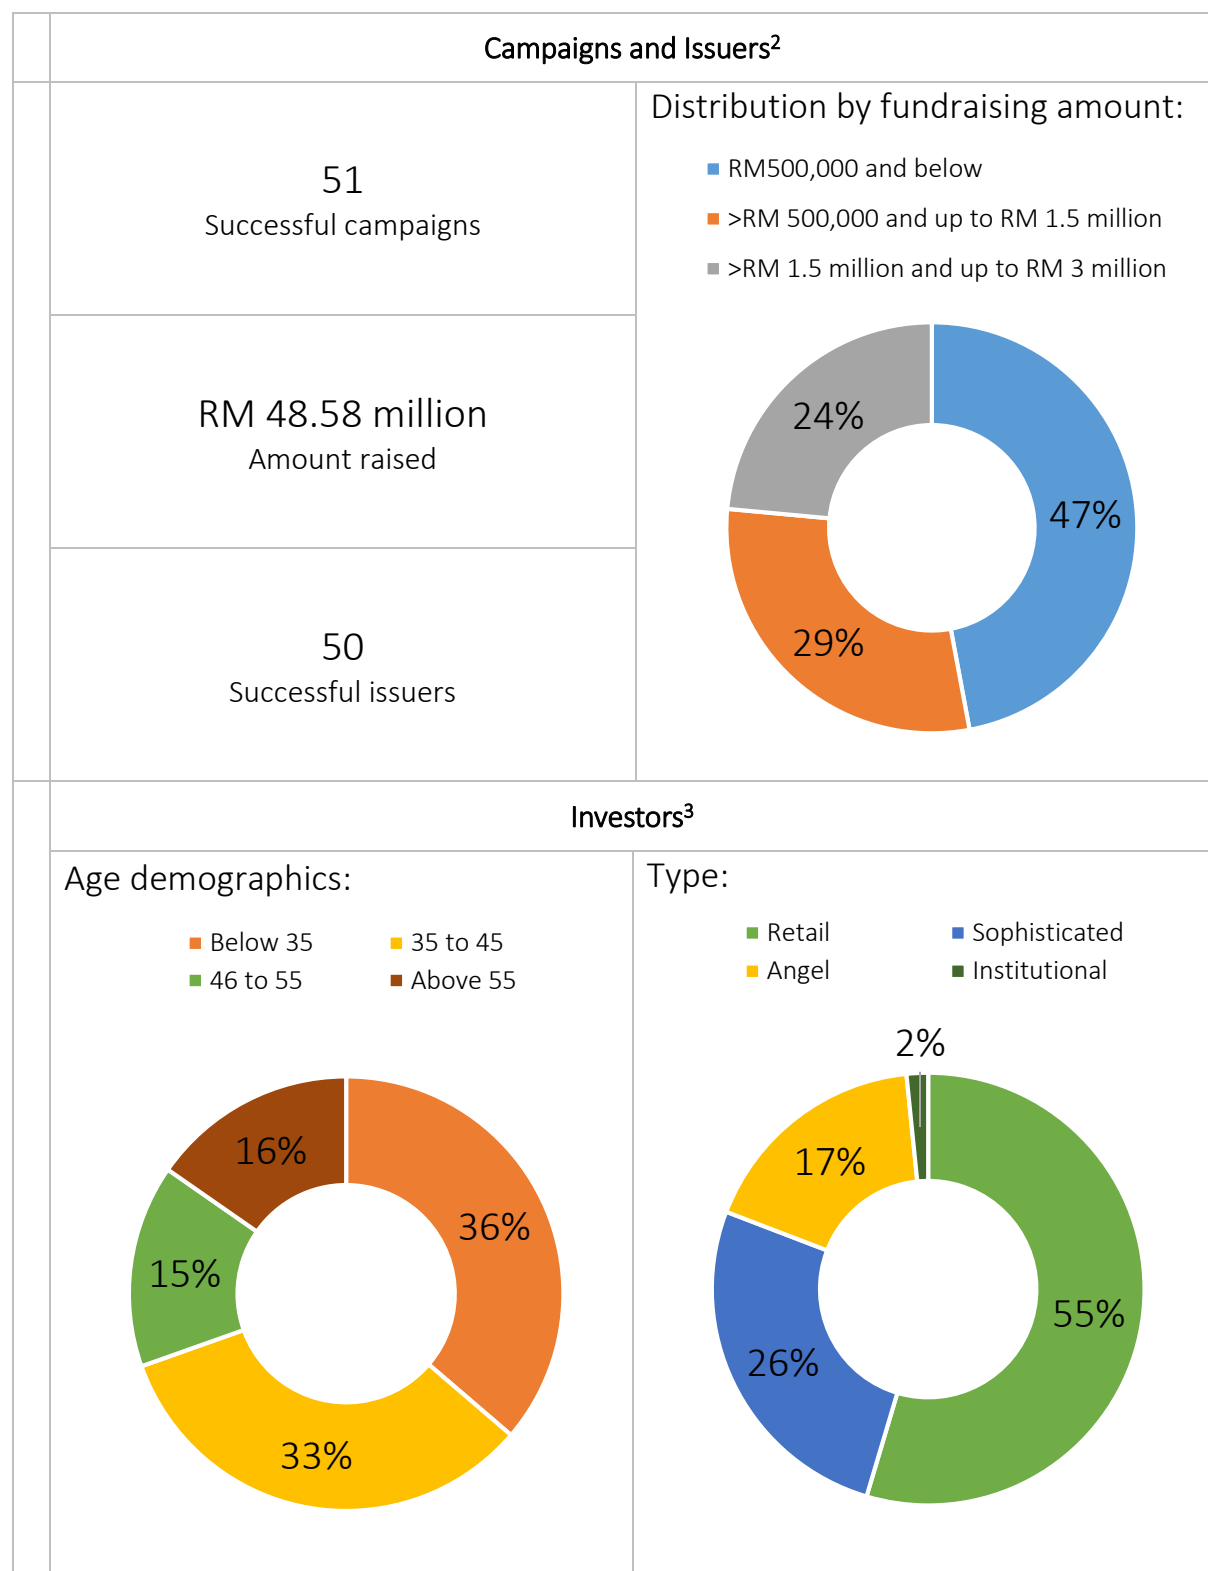 Campaigns and Issuers²
51
Successful campaigns
RM 48.58 million
Amount raised
50
Successful issuers
Distribution by fundraising amount:
RM500,000 and below
>RM 500,000 and up to RM 1.5 million
>RM 1.5 million and up to RM 3 million
24%
47%
29%
Investors³
Age demographics:
Below 35
35 to 45
46 to 55
Above 55
16%
36%
15%
33%
Type:
Retail
Sophisticated
Angel
Institutional
2%
17%
55%
26%